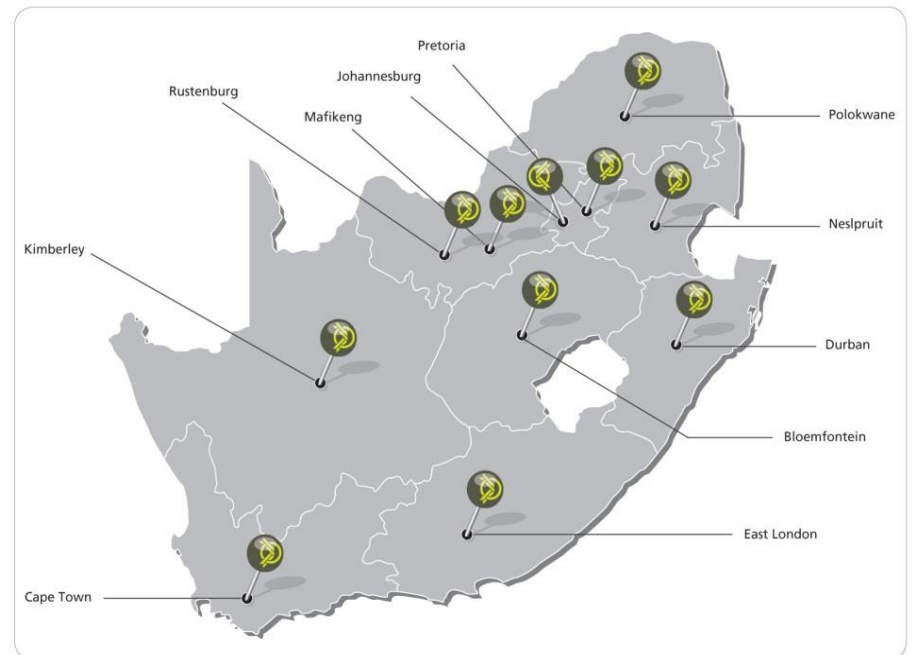 Pretoria
Johannesburg
Rustenburg
Mafikeng
Polokwane
Neslpruit
Kimberley
Durban
Bloemfontein
East London
Cape Town